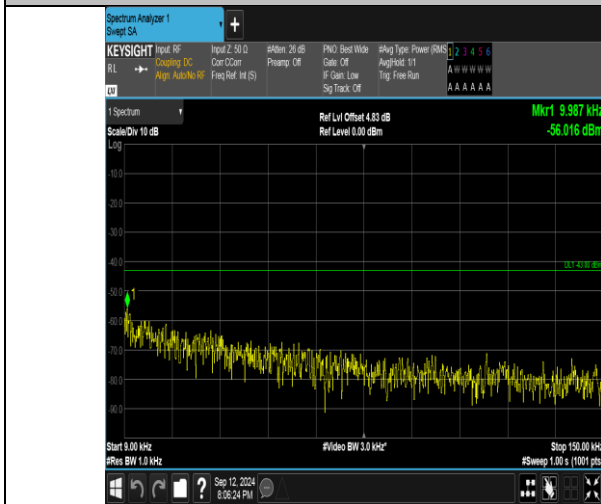 Spectrum Analyzer 1
Swept SA
+
KEYSIGHT Input: RF Input Z: 50 Ω #Atten: 26 dB PNO: Best Wide #Avg Type: Power (RMS 1 2 3 4 5 6
RL Coupling: DC Corr CCorr Preamp: Off Gate: Off Avg|Hold: 1/1 A W W W W W
Align: Auto/No RF Freq Ref: Int (S) IF Gain: Low Trig: Free Run
Sig Track: Off A A A A A A
LXI
1 Spectrum Ref Lvl Offset 4.83 dB Mkr1 9.987 kHz
Scale/Div 10 dB Ref Level 0.00 dBm -56.016 dBm
Log
-10.0
-20.0
-30.0
-40.0
DL1 -43.00 dBm
-50.0
1
-60.0
-70.0
-80.0
-90.0
Start 9.00 kHz #Video BW 3.0 kHz* Stop 150.00 kHz
#Res BW 1.0 kHz #Sweep 1.00 s (1001 pts
? Sep 12, 2024
8:06:24 PM